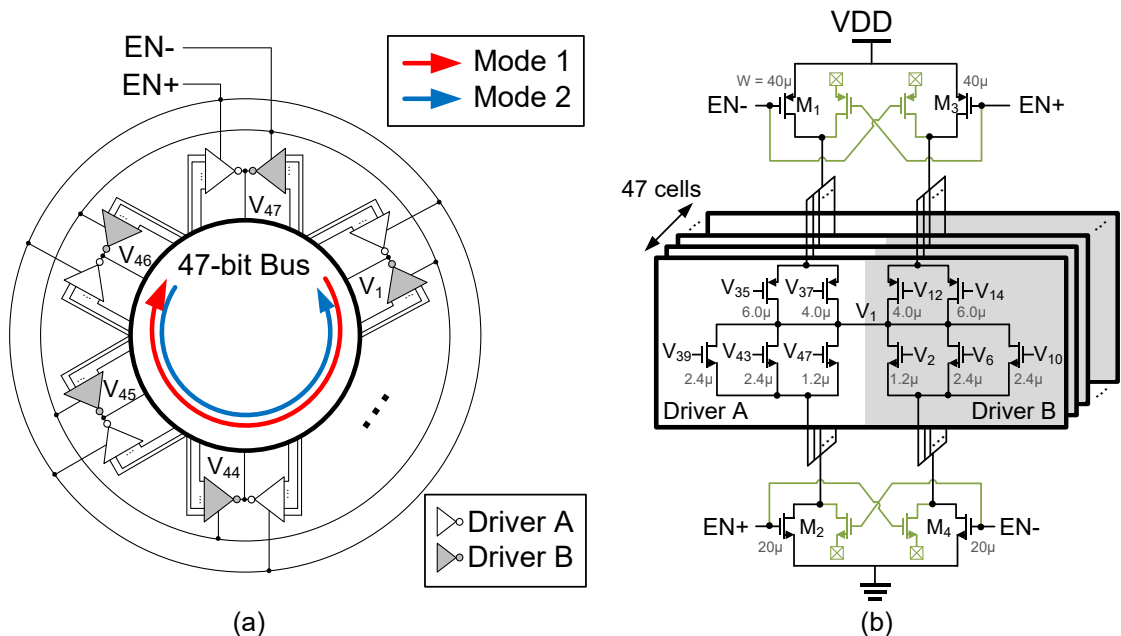 EN-
EN+
Mode 1
Mode 2
V47
V46
V1
V45
V44
47-bit Bus
Driver A
Driver B
(a)
VDD
W = 40µ
40µ
EN-
M1
M3
EN+
47 cells
V35
V37
V12
V14
6.0µ
4.0µ
V1
4.0µ
6.0µ
V39
V43
V47
V2
V6
V10
2.4µ
2.4µ
1.2µ
1.2µ
2.4µ
2.4µ
Driver A
Driver B
EN+
M2
M4
EN-
20µ
20µ
(b)